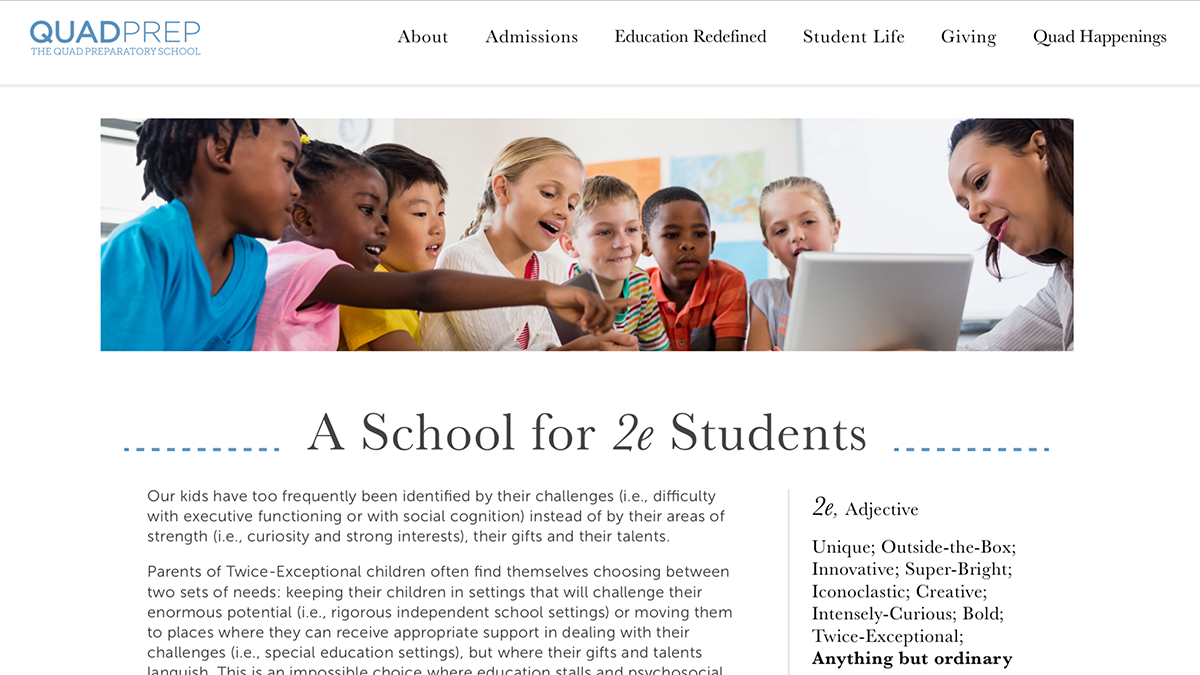 QUADPREP
THE QUAD PREPARATORY SCHOOL
About
Admissions
Education Redefined
Student Life
Giving
Quad Happenings
A School for 2e Students
Our kids have too frequently been identified by their challenges (i.e., difficulty
with executive functioning or with social cognition) instead of by their areas of
strength (i.e., curiosity and strong interests), their gifts and their talents.
Parents of Twice-Exceptional children often find themselves choosing between
two sets of needs: keeping their children in settings that will challenge their
enormous potential (i.e., rigorous independent school settings) or moving them
to places where they can receive appropriate support in dealing with their
challenges (i.e., special education settings), but where their gifts and talents
languish. This is an impossible choice where education stalls and psychosocial
2e, Adjective
Unique; Outside-the-Box;
Innovative; Super-Bright;
Iconoclastic; Creative;
Intensely-Curious; Bold;
Twice-Exceptional;
Anything but ordinary